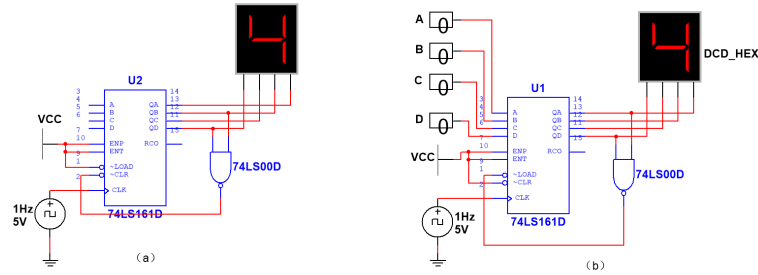 U2
3 A QA 14
4 B QB 13
5 C QC 12
6 D QD 11
7 ENP RCO 15
10 ENT
9 ~LOAD
1 ~CLR
2 CLK
74LS161D
VCC
1Hz
5V
74LS00D
4
(a)
A 0
B 0
C 0
D 0
U1
3 A QA 14
4 B QB 13
5 C QC 12
6 D QD 11
7 ENP RCO 15
10 ENT
9 ~LOAD
1 ~CLR
2 CLK
74LS161D
VCC
1Hz
5V
74LS00D
4
DCD_HEX
(b)